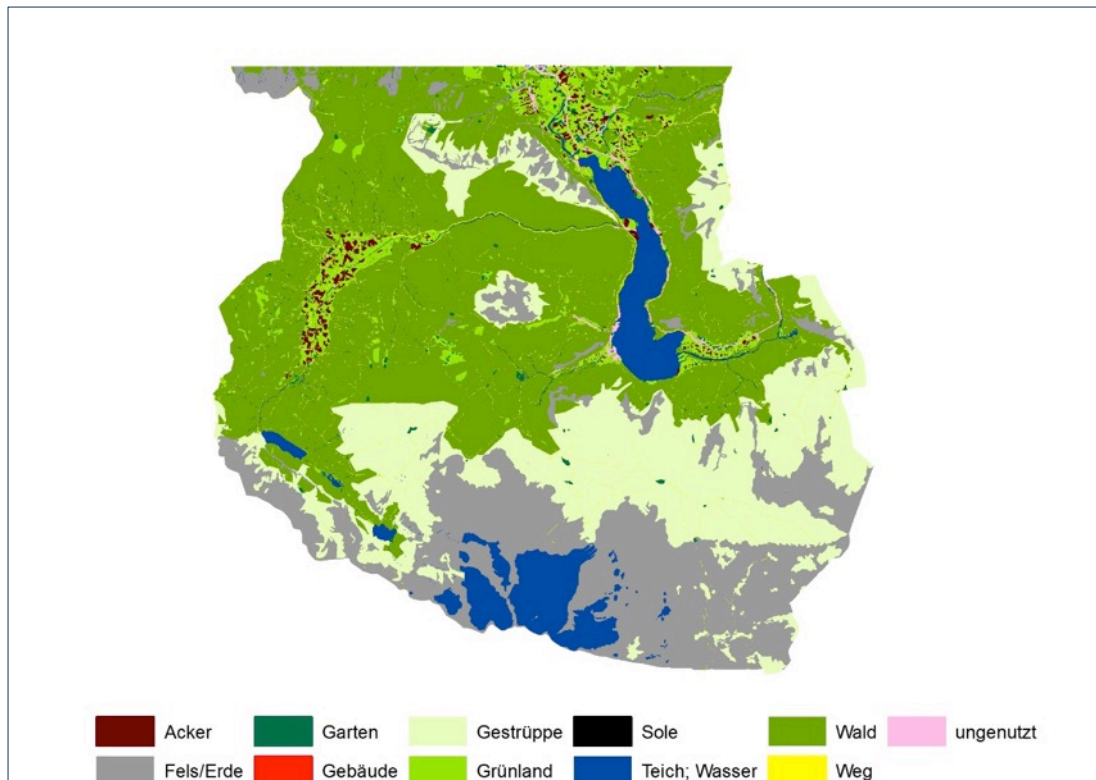 Acker Garten Gestrüppe Sole Wald ungenutzt
Fels/Erde Gebäude Grünland Teich; Wasser Weg